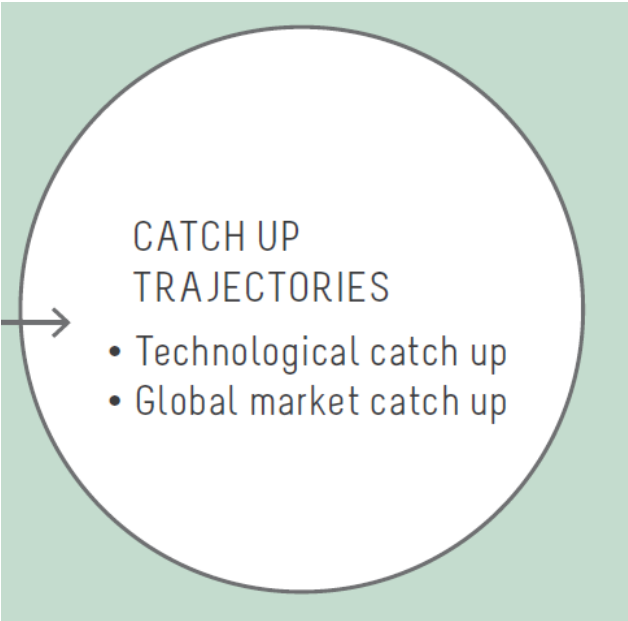 CATCH UP
TRAJECTORIES
• Technological catch up
• Global market catch up